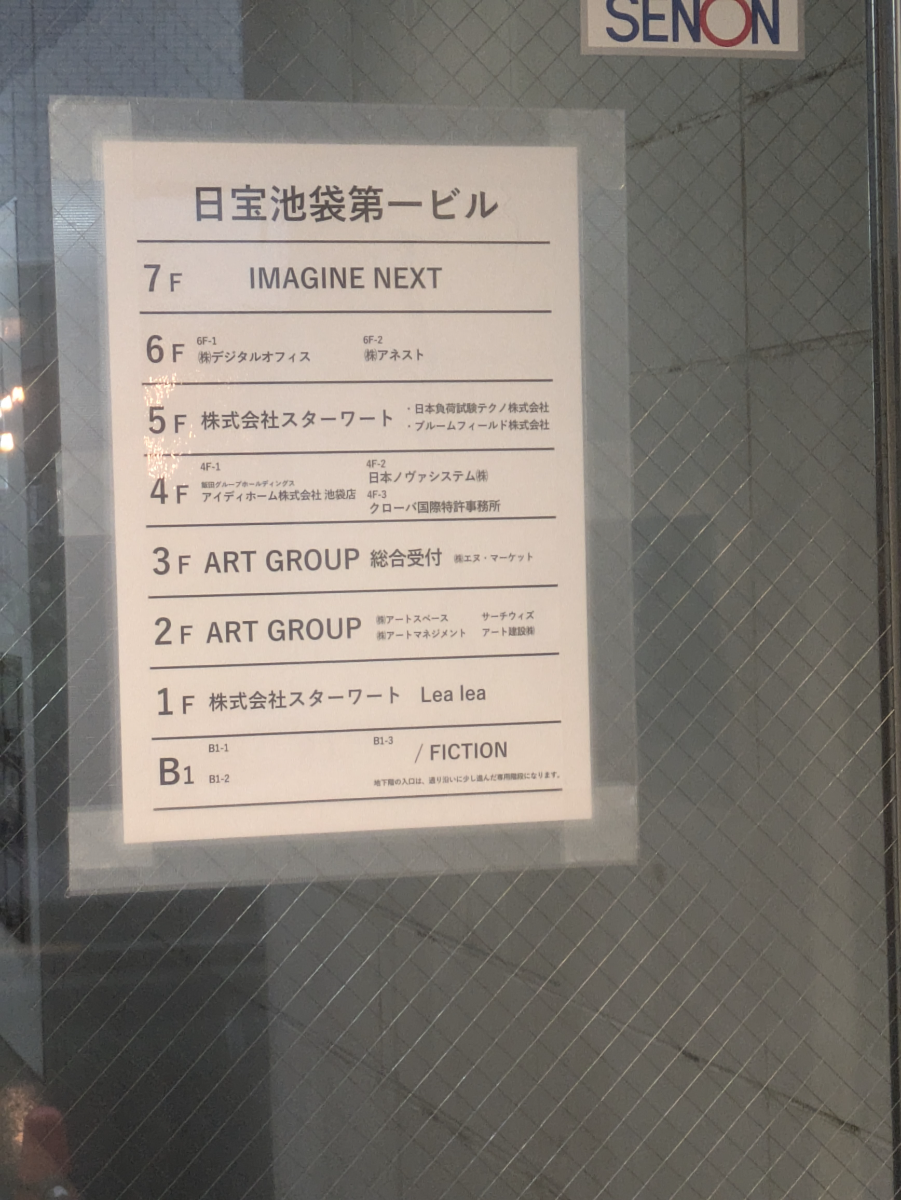 SENON
日宝池袋第一ビル
7F IMAGINE NEXT
6F
6F-1
㈱デジタルオフィス
6F-2
㈱アネスト
5F 株式会社スターワート
・日本負荷試験テクノ株式会社
・ブルームフィールド株式会社
4F
4F-1
飯田グループホールディングス
アイディホーム株式会社 池袋店
4F-2
日本ノヴァシステム㈱
4F-3
クローバ国際特許事務所
3F ART GROUP 総合受付 ㈱エヌ・マーケット
2F ART GROUP
㈱アートスペース サーチウィズ
㈱アートマネジメント アート建設㈱
1F 株式会社スターワート Lea lea
B1
B1-1
B1-2
B1-3
/ FICTION
地下階の入口は、通り沿いに少し進んだ専用階段になります。